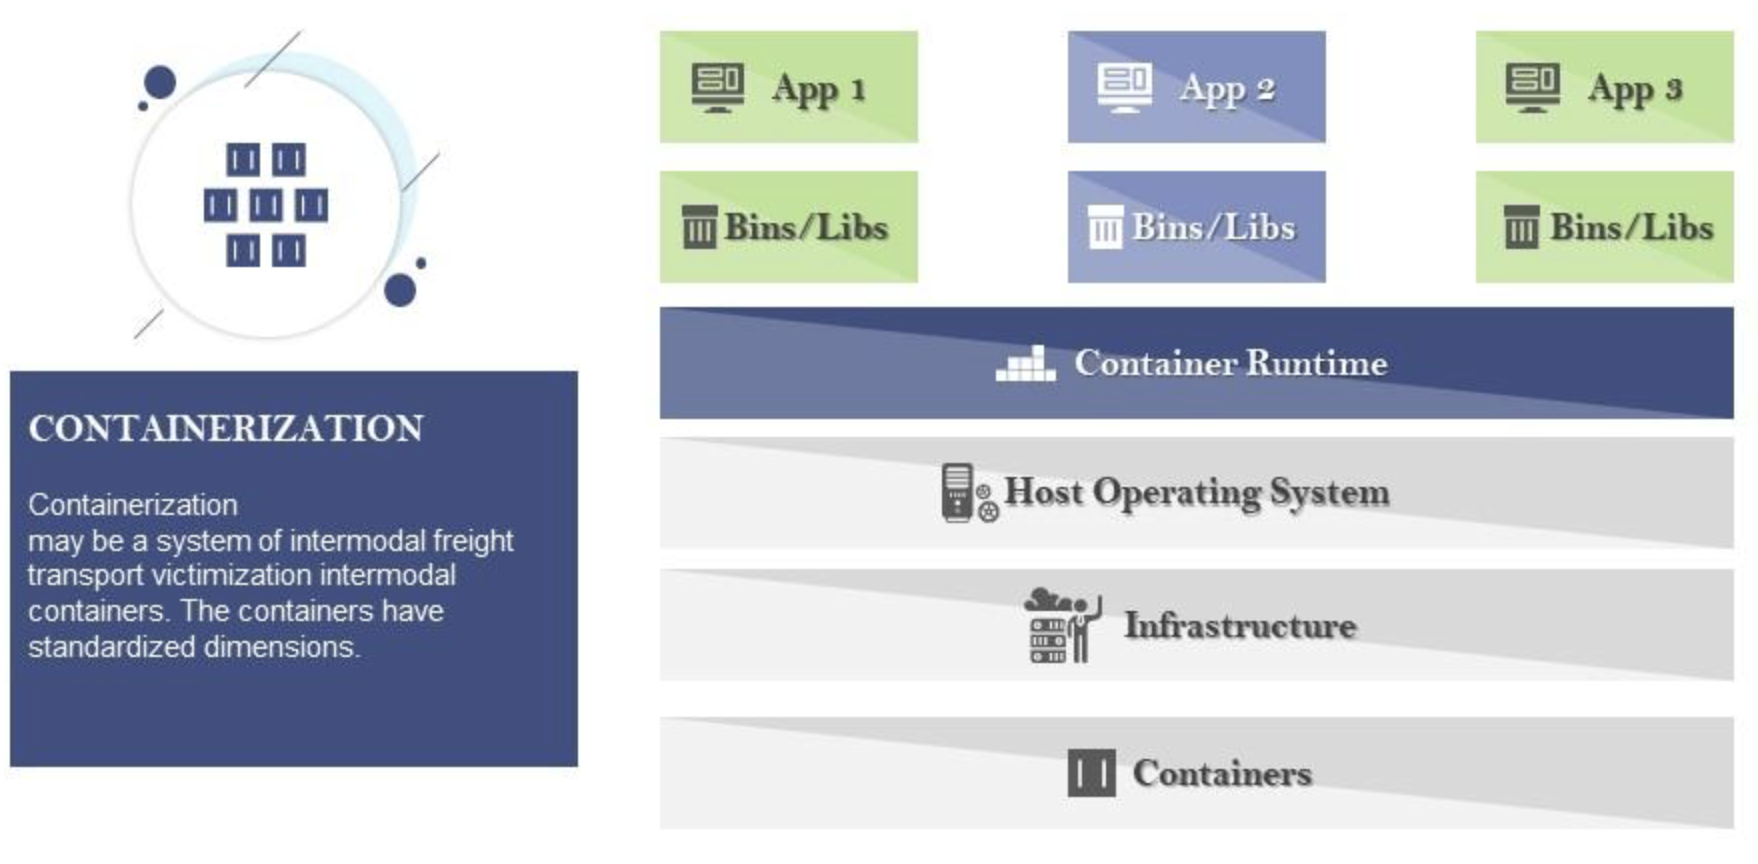 App 1
App 2
App 3
Bins/Libs
Bins/Libs
Bins/Libs
Container Runtime
Host Operating System
Infrastructure
Containers
CONTAINERIZATION
Containerization
may be a system of intermodal freight
transport victimization intermodal
containers. The containers have
standardized dimensions.